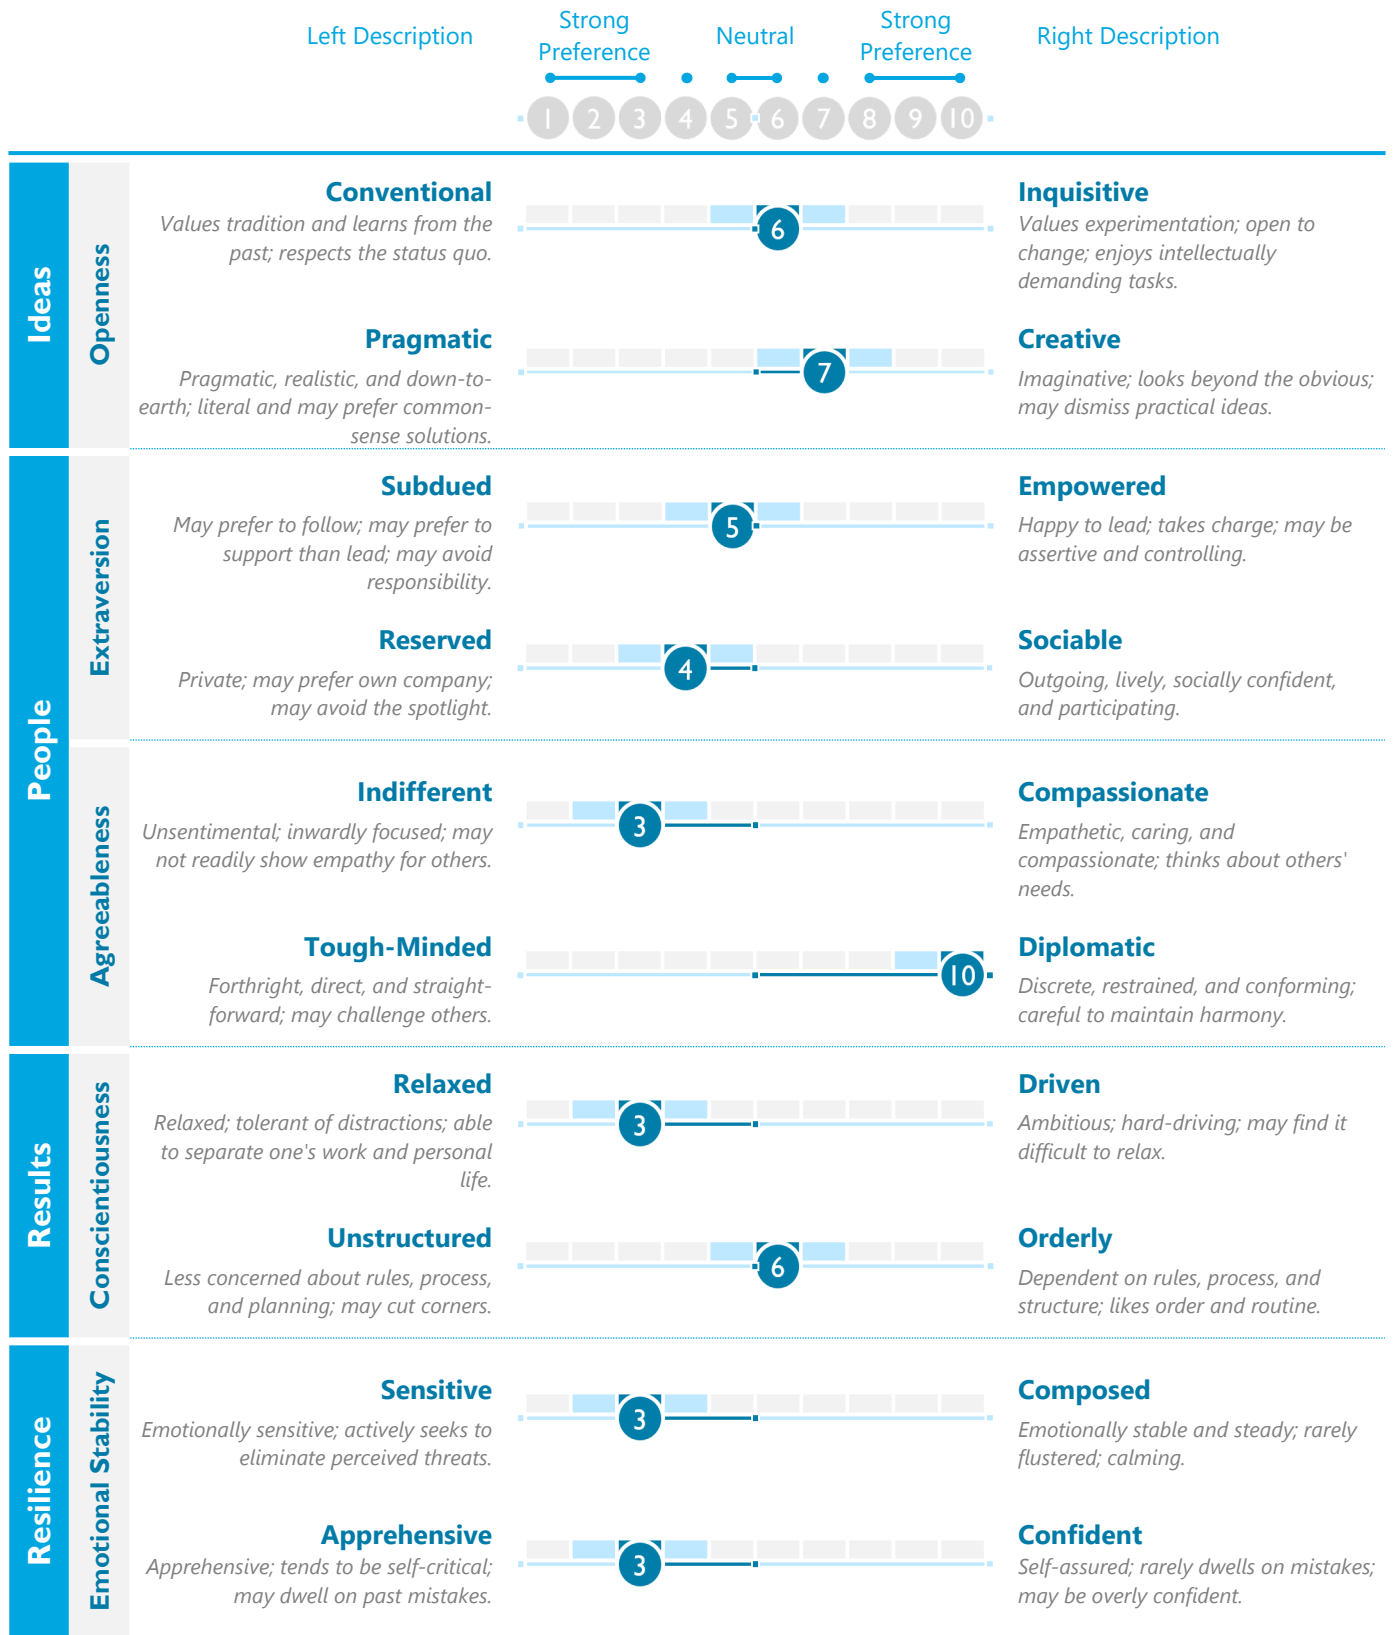 Left Description
Strong
Preference
Neutral
Strong
Preference
Right Description
1 2 3 4 5 6 7 8 9 10
Ideas
Openness
Conventional
Values tradition and learns from the
past; respects the status quo.
6
Inquisitive
Values experimentation; open to
change; enjoys intellectually
demanding tasks.
Pragmatic
Pragmatic, realistic, and down-to-
earth; literal and may prefer common-
sense solutions.
7
Creative
Imaginative; looks beyond the obvious;
may dismiss practical ideas.
People
Extraversion
Subdued
May prefer to follow; may prefer to
support than lead; may avoid
responsibility.
5
Empowered
Happy to lead; takes charge; may be
assertive and controlling.
Reserved
Private; may prefer own company;
may avoid the spotlight.
4
Sociable
Outgoing, lively, socially confident,
and participating.
Agreeableness
Indifferent
Unsentimental; inwardly focused; may
not readily show empathy for others.
3
Compassionate
Empathetic, caring, and
compassionate; thinks about others'
needs.
Tough-Minded
Forthright, direct, and straight-
forward; may challenge others.
10
Diplomatic
Discrete, restrained, and conforming;
careful to maintain harmony.
Results
Conscientiousness
Relaxed
Relaxed; tolerant of distractions; able
to separate one's work and personal
life.
3
Driven
Ambitious; hard-driving; may find it
difficult to relax.
Unstructured
Less concerned about rules, process,
and planning; may cut corners.
6
Orderly
Dependent on rules, process, and
structure; likes order and routine.
Resilience
Emotional Stability
Sensitive
Emotionally sensitive; actively seeks to
eliminate perceived threats.
3
Composed
Emotionally stable and steady; rarely
flustered; calming.
Apprehensive
Apprehensive; tends to be self-critical;
may dwell on past mistakes.
3
Confident
Self-assured; rarely dwells on mistakes;
may be overly confident.